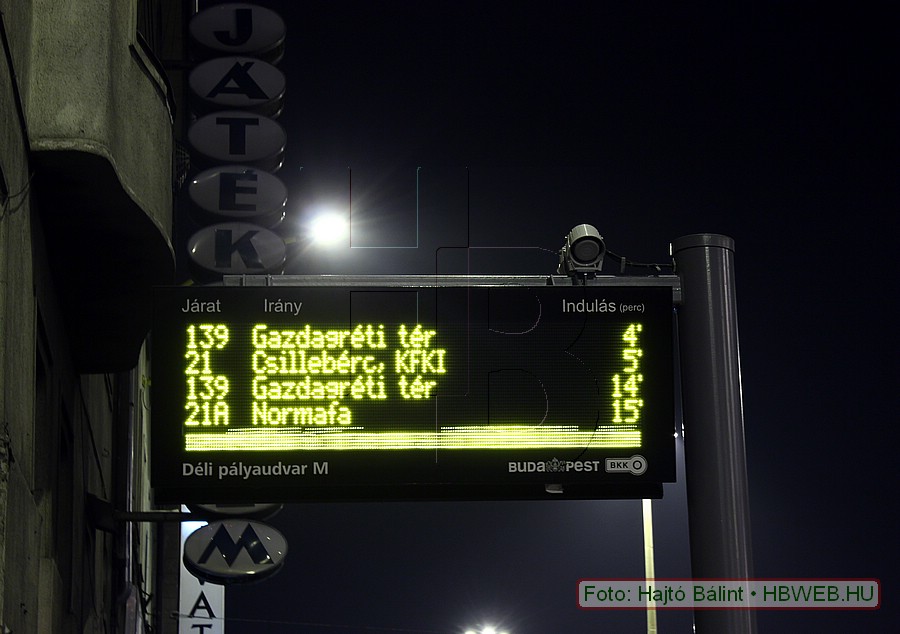 JÁTÉK
Járat Irány Indulás (perc)
139 Gazdagréti tér 4'
21 Csillebérc, KFKI 5'
139 Gazdagréti tér 14'
21A Normafa 15'
Déli pályaudvar M BUDAPEST BKK
M
Foto: Hajtó Bálint • HBWEB.HU